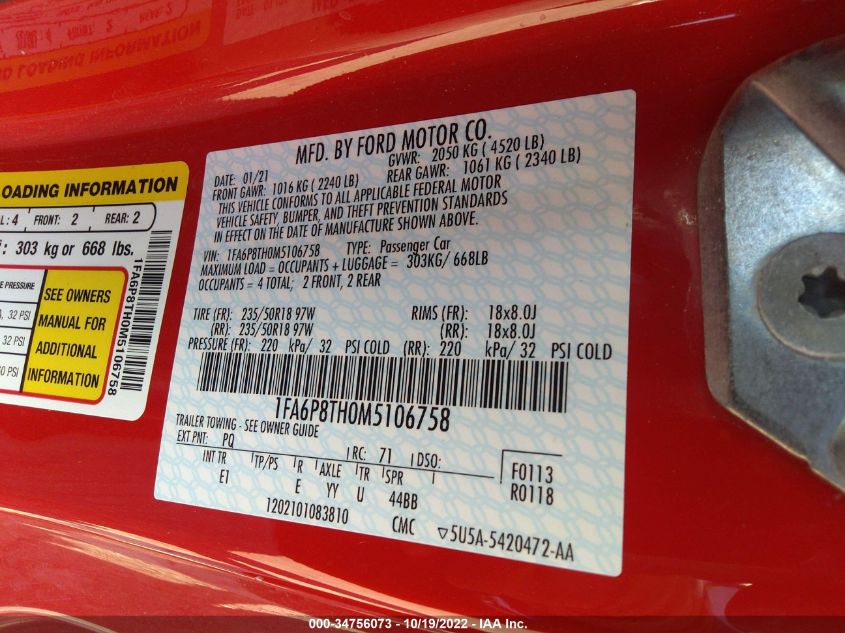 LOADING INFORMATION
4 FRONT: 2 REAR: 2
303 kg or 668 lbs.
PRESSURE
32 PSI
32 PSI
PSI
SEE OWNERS
MANUAL FOR
ADDITIONAL
INFORMATION
1FA6P8TH0M5106758
MFD. BY FORD MOTOR CO.
DATE: 01/21 GVWR: 2050 KG ( 4520 LB)
FRONT GAWR: 1016 KG ( 2240 LB) REAR GAWR: 1061 KG ( 2340 LB)
THIS VEHICLE CONFORMS TO ALL APPLICABLE FEDERAL MOTOR
VEHICLE SAFETY, BUMPER, AND THEFT PREVENTION STANDARDS
IN EFFECT ON THE DATE OF MANUFACTURE SHOWN ABOVE.
VIN: 1FA6P8TH0M5106758 TYPE: Passenger Car
MAXIMUM LOAD = OCCUPANTS + LUGGAGE = 303KG/ 668LB
OCCUPANTS = 4 TOTAL; 2 FRONT, 2 REAR
TIRE (FR): 235/50R18 97W RIMS (FR): 18x8.0J
(RR): 235/50R18 97W (RR): 18x8.0J
PRESSURE (FR): 220 kPa/ 32 PSI COLD (RR): 220 kPa/ 32 PSI COLD
1FA6P8TH0M5106758
TRAILER TOWING - SEE OWNER GUIDE
EXT PNT: PQ RC: 71 DSO:
INT TR TP/PS R AXLE TR SPR F0113
E1 E YY U 44BB R0118
1202101083810 CMC ▽5U5A-5420472-AA
000-34756073 - 10/19/2022 - IAA Inc.